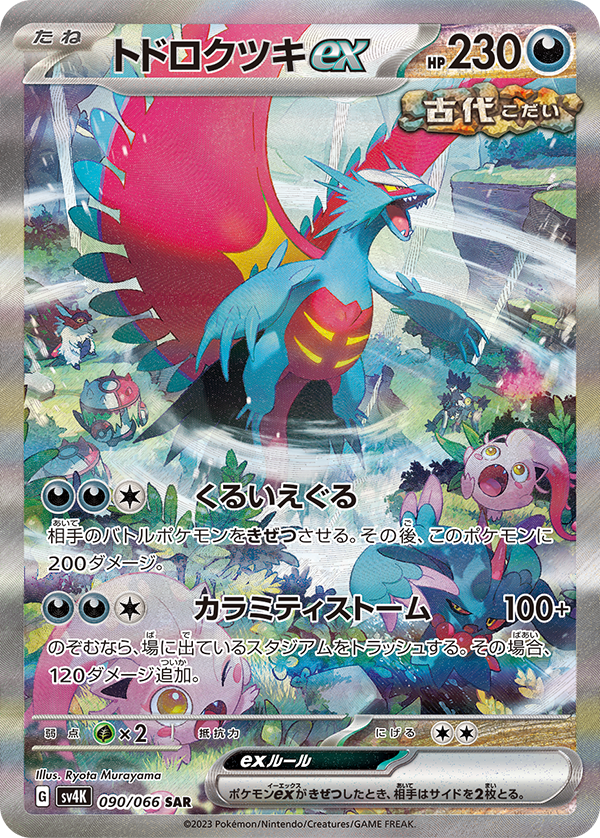 たね トドロクツキex HP230
古代 こだい
くるいえぐる
相手のバトルポケモンをきぜつさせる。その後、このポケモンに
200ダメージ。
カラミティストーム 100+
のぞむなら、場に出ているスタジアムをトラッシュする。その場合、
120ダメージ追加。
弱点 ×2 抵抗力 にげる
exルール
ポケモンexがきぜつしたとき、相手はサイドを2枚とる。
Illus. Ryota Murayama
G sv4K 090/066 SAR
©2023 Pokémon/Nintendo/Creatures/GAME FREAK.